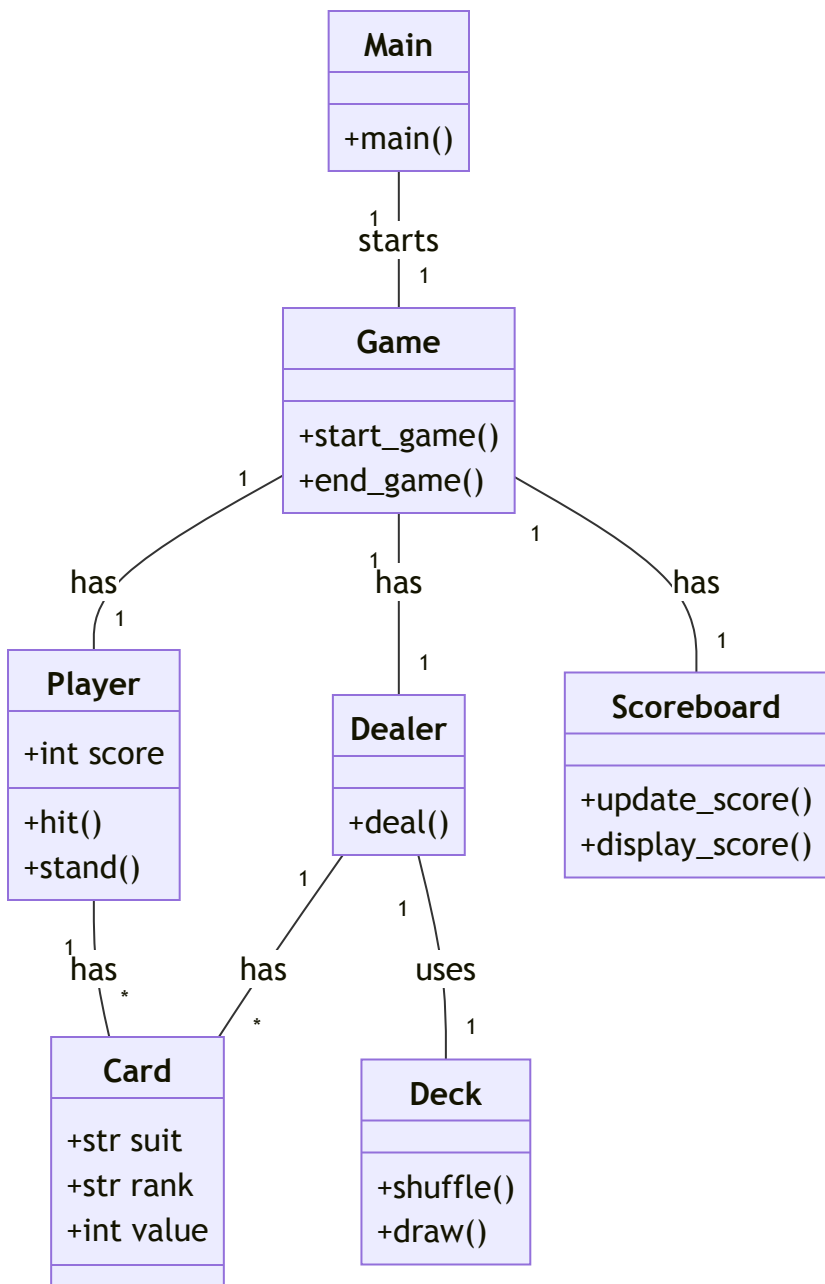 Main
+main()
1
starts
1
Game
+start_game()
+end_game()
1
1
1
has
has
has
1
1
1
Player
+int score
+hit()
+stand()
Dealer
+deal()
Scoreboard
+update_score()
+display_score()
1
1
1
has
has
uses
*
*
1
Card
+str suit
+str rank
+int value
Deck
+shuffle()
+draw()